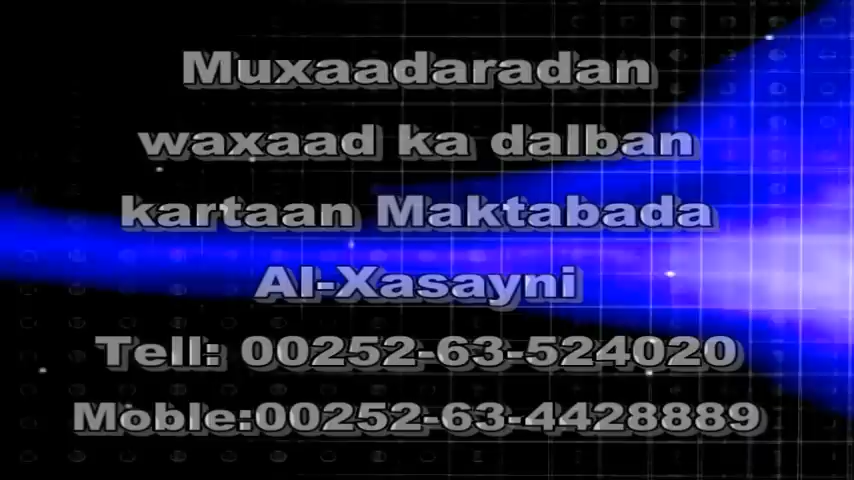 Muxaadaradan
waxaad ka dalban
kartaan Maktabada
Al-Xasayni
Tell: 00252-63-524020
Moble:00252-63-4428889